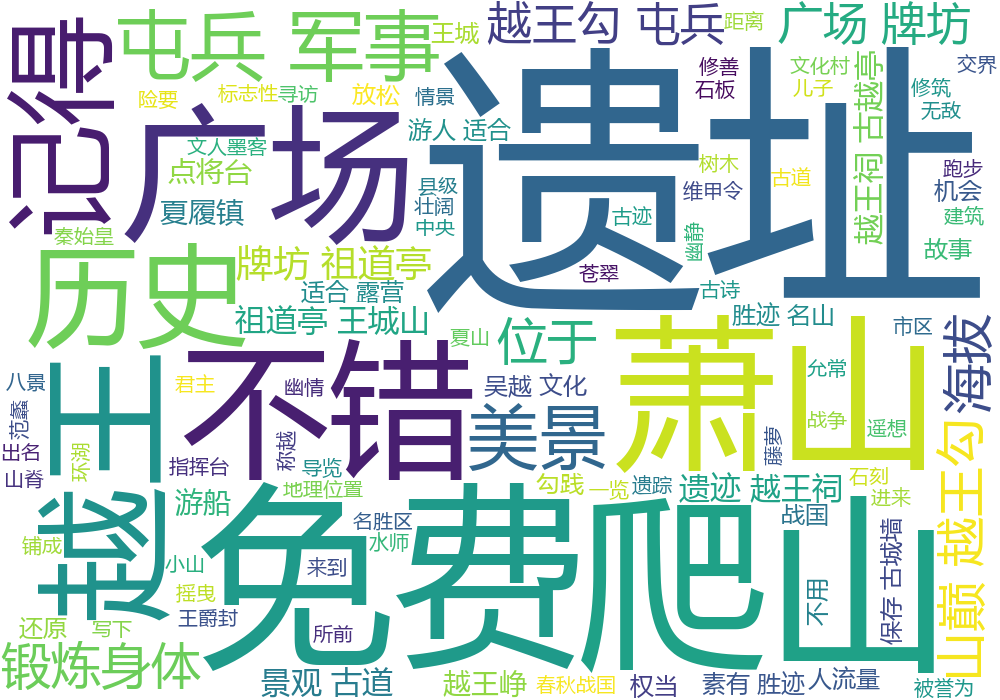 记得
屯兵 军事
王城
越王勾 屯兵
距离
广场 牌坊
险要
标志性
寻访
放松
情景
修善
石板
文化村
儿子
交界
修筑
无敌
广场
遗址
越王祠 古越亭
文人墨客
点将台
夏履镇
游人 适合
县级
壮阔
中央
树木
维甲令
古道
跑步
机会
建筑
故事
古迹
幽静
苍翠
秦始皇
历史
牌坊 祖道亭
适合 露营
祖道亭 王城山
古诗
胜迹 名山
市区
夏山
位于
海拔
不错
萧山
八景
范蠡
出名
山脊
越王
君主
幽情
称越
吴越 文化
美景
允常
战争
遥想
藤萝
环湖
指挥台
导览
地理位置
游船
勾践
一览
遗踪
遗迹 越王祠
石刻
进来
战国
山巅 越王勾
名胜区
水师
免费
爬山
铺成
小山
摇曳
王爵封
来到
所前
不用
保存 古城墙
还原
写下
锻炼身体
景观 古道
越王峥
春秋战国
权当
素有 胜迹
人流量
被誉为